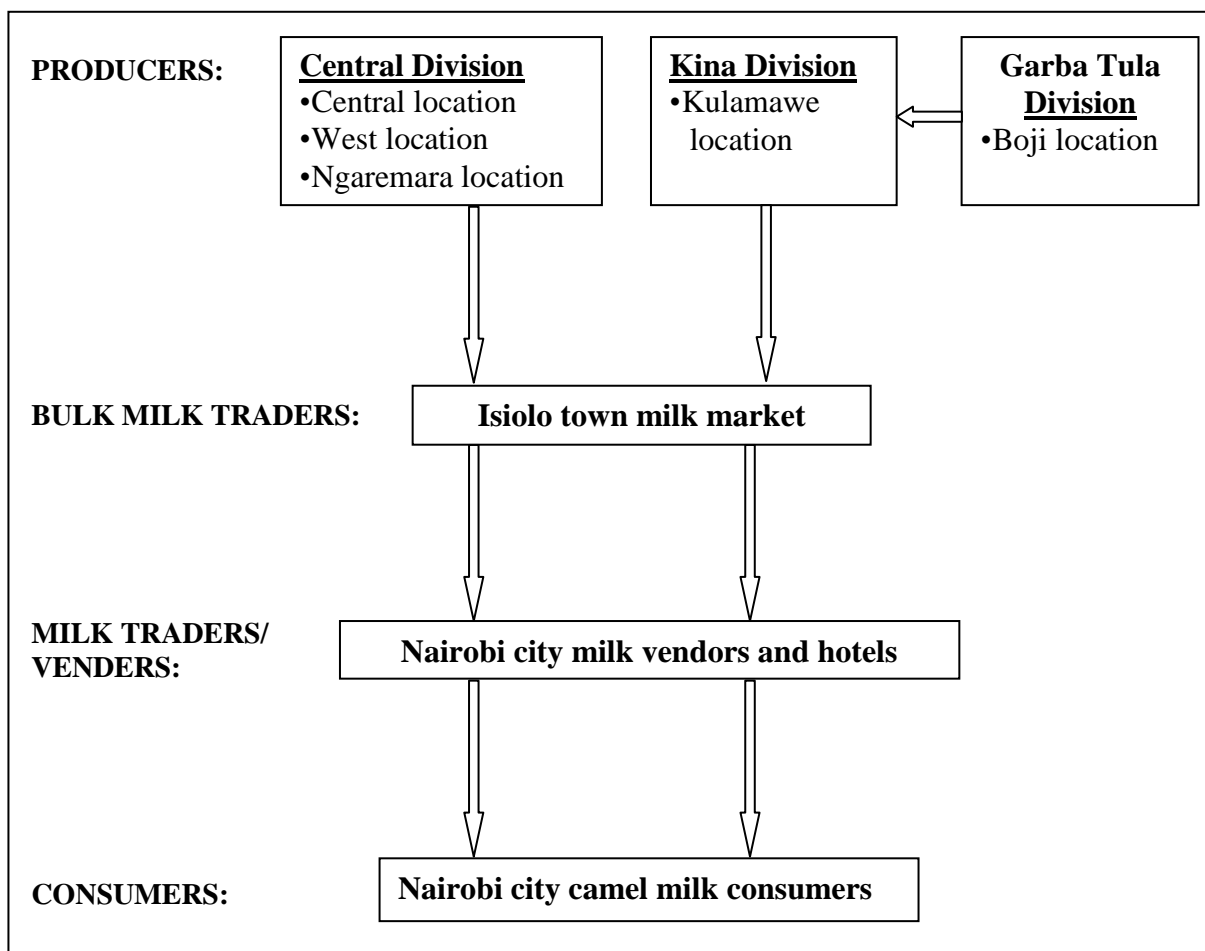 PRODUCERS:
Central Division
•Central location
•West location
•Ngaremara location
Kina Division
•Kulamawe
location
Garba Tula
Division
•Boji location
BULK MILK TRADERS:
Isiolo town milk market
MILK TRADERS/
VENDERS:
Nairobi city milk vendors and hotels
CONSUMERS:
Nairobi city camel milk consumers